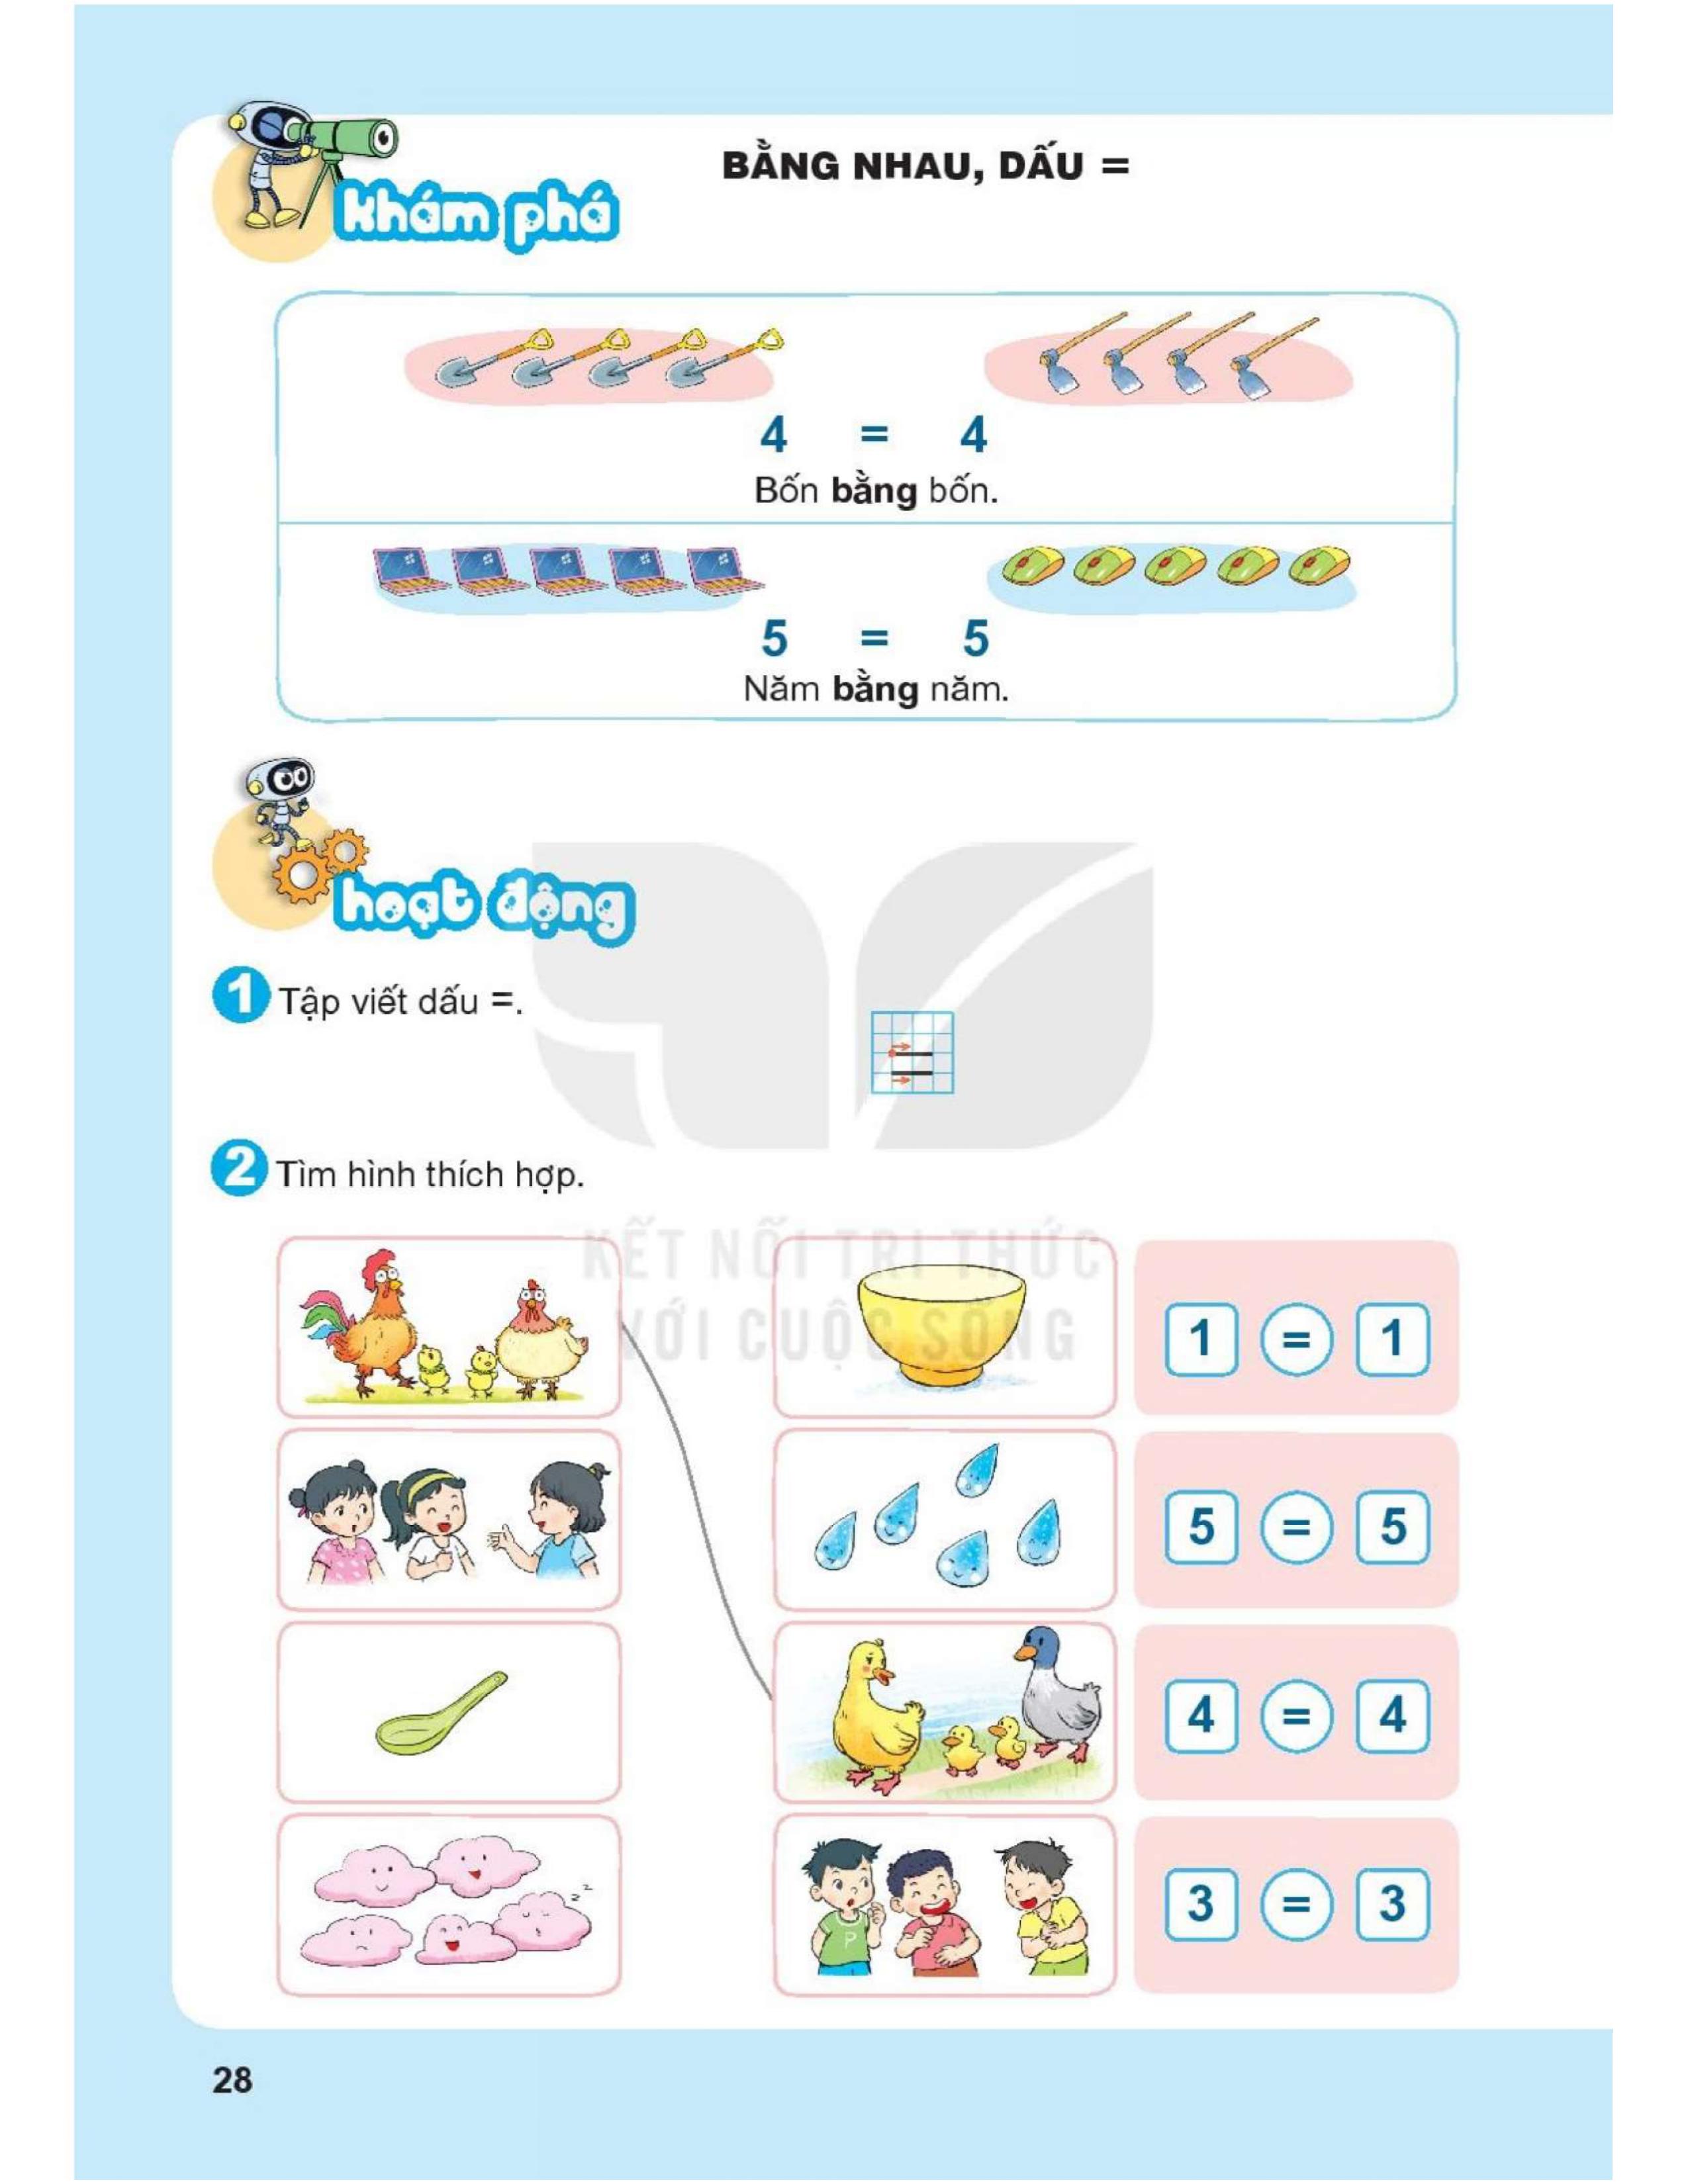 BẰNG NHAU, DẤU =
khám phá
4 = 4
Bốn bằng bốn.
5 = 5
Năm bằng năm.
hoạt động
1 Tập viết dấu =.
2 Tìm hình thích hợp.
KẾT NỐI TRI THỨC
VỚI CUỘC SỐNG
1 = 1
5 = 5
4 = 4
z z
P
3 = 3
28